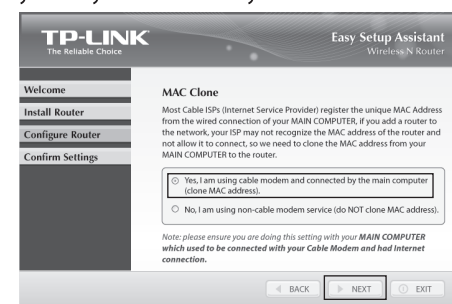 TP-LINK
The Reliable Choice
Easy Setup Assistant
Wireless N Router
Welcome
Install Router
Configure Router
Confirm Settings
MAC Clone
Most Cable ISPs (Internet Service Provider) register the unique MAC Address
from the wired connection of your MAIN COMPUTER, if you add a router to
the network, your ISP may not recognize the MAC address of the router and
not allow it to connect, so we need to clone the MAC address from your
MAIN COMPUTER to the router.
Yes, I am using cable modem and connected by the main computer
(clone MAC address).
No, I am using non-cable modem service (do NOT clone MAC address).
Note: please ensure you are doing this setting with your MAIN COMPUTER
which used to be connected with your Cable Modem and had Internet
connection.
BACK
NEXT
EXIT